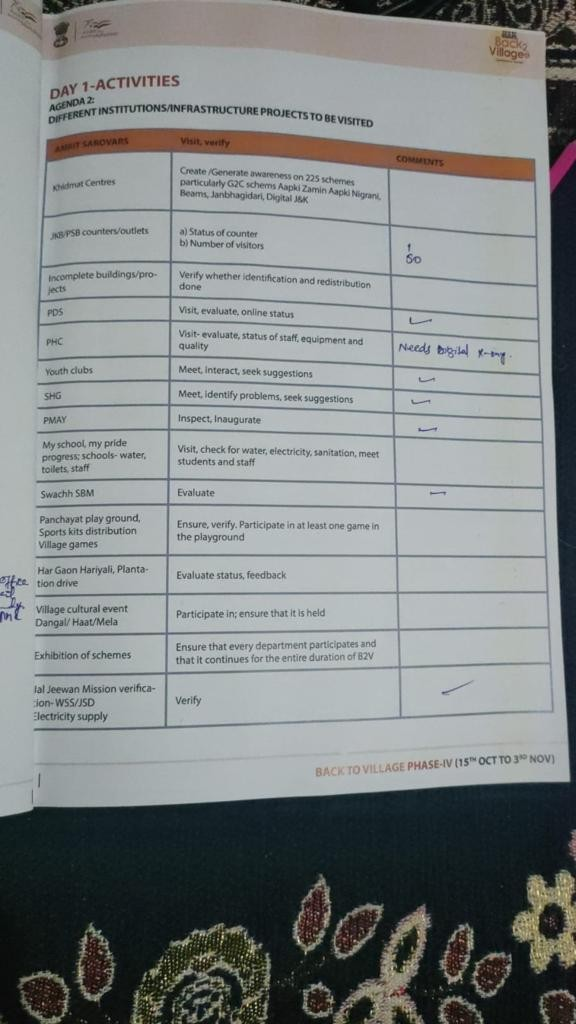 Back2
Village
DAY 1-ACTIVITIES
AGENDA 2:
DIFFERENT INSTITUTIONS/INFRASTRUCTURE PROJECTS TO BE VISITED
AMRIT SAROVARS
Visit, verify
COMMENTS
Khidmat Centres
Create /Generate awareness on 225 schemes
particularly G2C schems Aapki Zamin Aapki Nigrani,
Beams, Janbhagidari, Digital J&K
JKB/PSB counters/outlets
a) Status of counter
b) Number of visitors
1
50
Incomplete buildings/pro-
jects
Verify whether identification and redistribution
done
PDS
Visit, evaluate, online status
PHC
Visit- evaluate, status of staff, equipment and
quality
Needs Digital X-ray.
Youth clubs
Meet, interact, seek suggestions
SHG
Meet, identify problems, seek suggestions
PMAY
Inspect, Inaugurate
My school, my pride
progress; schools- water,
toilets, staff
Visit, check for water, electricity, sanitation, meet
students and staff
Swachh SBM
Evaluate
Panchayat play ground,
Sports kits distribution
Village games
Ensure, verify. Participate in at least one game in
the playground
office
Har Gaon Hariyali, Planta-
tion drive
Evaluate status, feedback
Village cultural event
Dangal/ Haat/Mela
Participate in; ensure that it is held
Exhibition of schemes
Ensure that every department participates and
that it continues for the entire duration of B2V
Jal Jeewan Mission verifica-
tion- WSS/JSD
Electricity supply
Verify
BACK TO VILLAGE PHASE-IV (15TH OCT TO 3RD NOV)